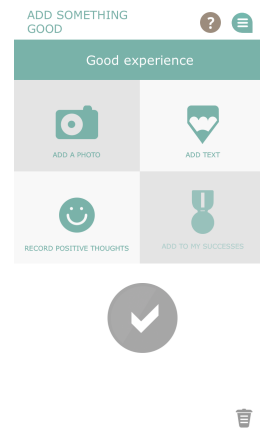 ADD SOMETHING
GOOD
?
Good experience
ADD A PHOTO
ADD TEXT
RECORD POSITIVE THOUGHTS
ADD TO MY SUCCESSES